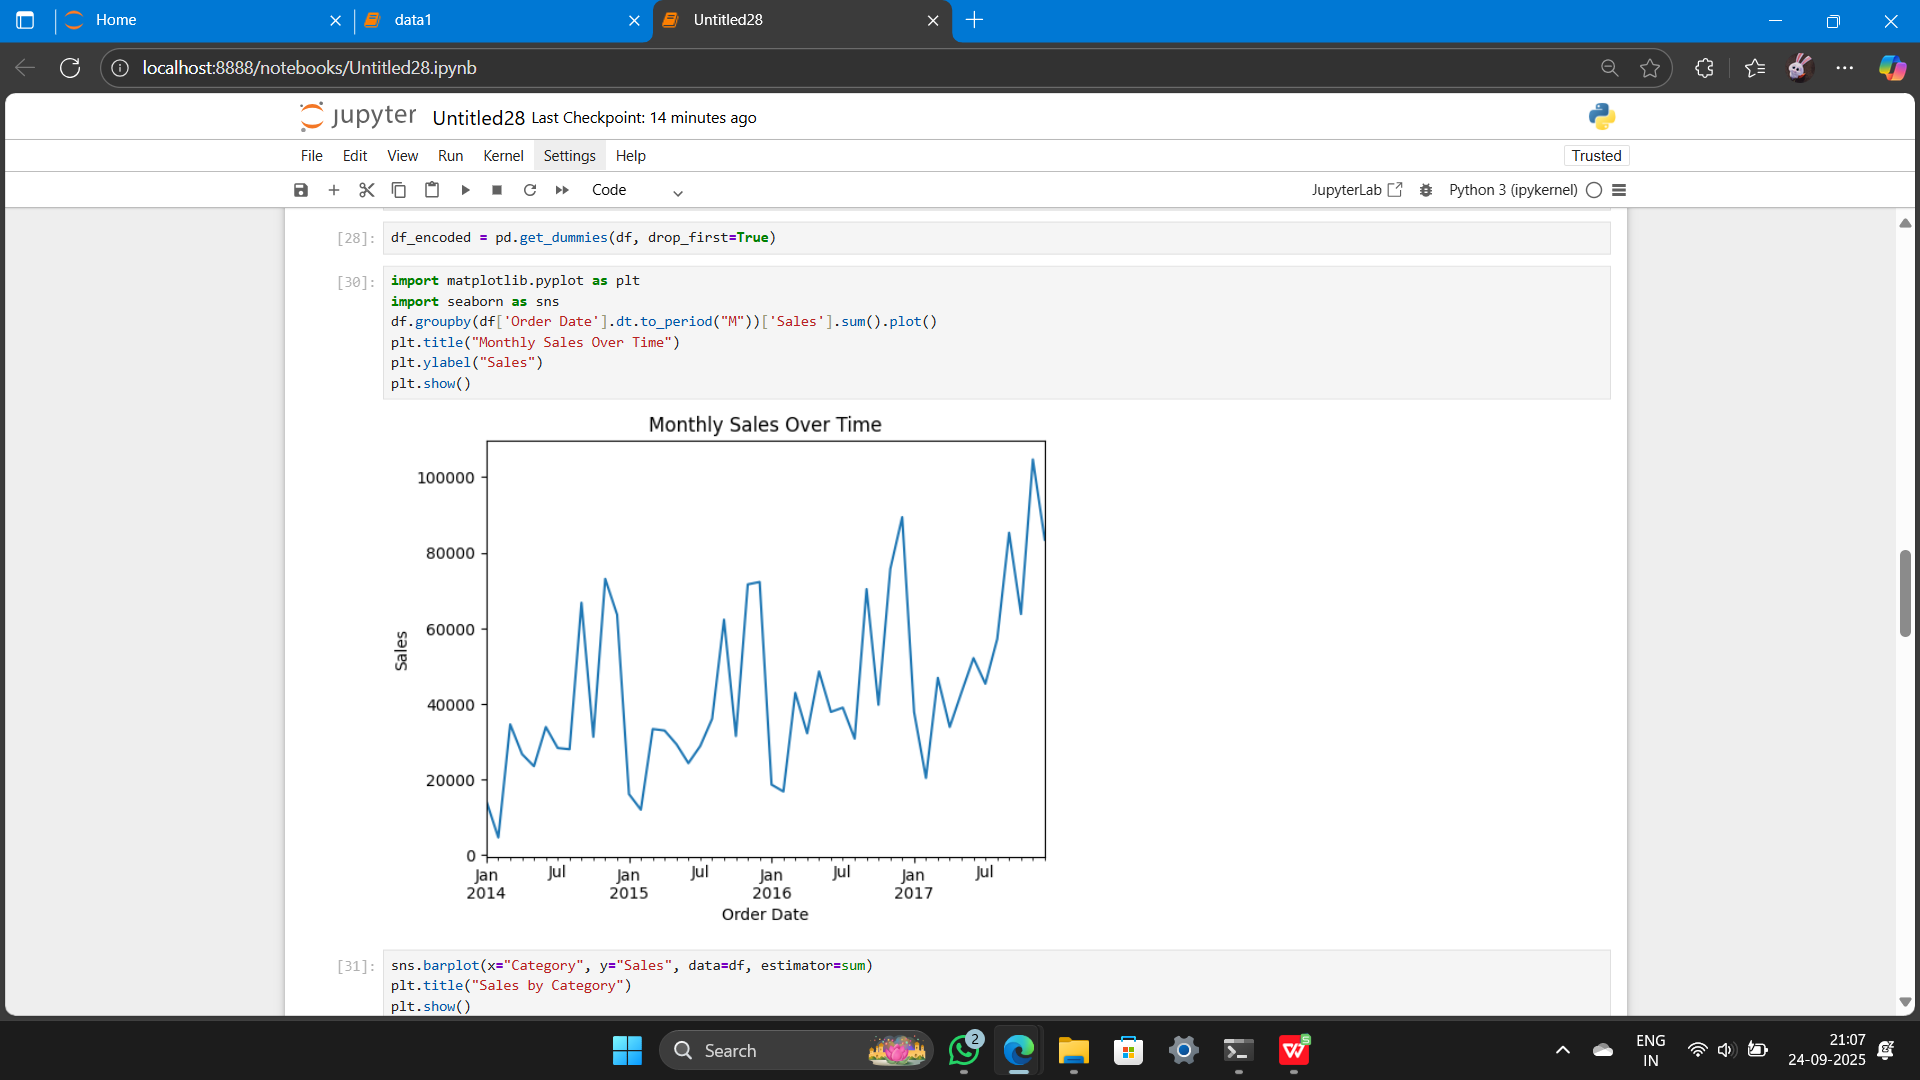 Home
data1
Untitled28
localhost:8888/notebooks/Untitled28.ipynb
jupyter Untitled28 Last Checkpoint: 14 minutes ago
File Edit View Run Kernel Settings Help
Trusted
Code
JupyterLab
Python 3 (ipykernel)
[28]: df_encoded = pd.get_dummies(df, drop_first=True)
[30]: import matplotlib.pyplot as plt
import seaborn as sns
df.groupby(df['Order Date'].dt.to_period("M"))['Sales'].sum().plot()
plt.title("Monthly Sales Over Time")
plt.ylabel("Sales")
plt.show()
Monthly Sales Over Time
100000
80000
60000
40000
20000
0
Sales
Jan Jul Jan Jul Jan Jul Jan Jul
2014 2015 2016 2017
Order Date
[31]: sns.barplot(x="Category", y="Sales", data=df, estimator=sum)
plt.title("Sales by Category")
plt.show()
Search
2
W
S
ENG
IN
21:07
24-09-2025